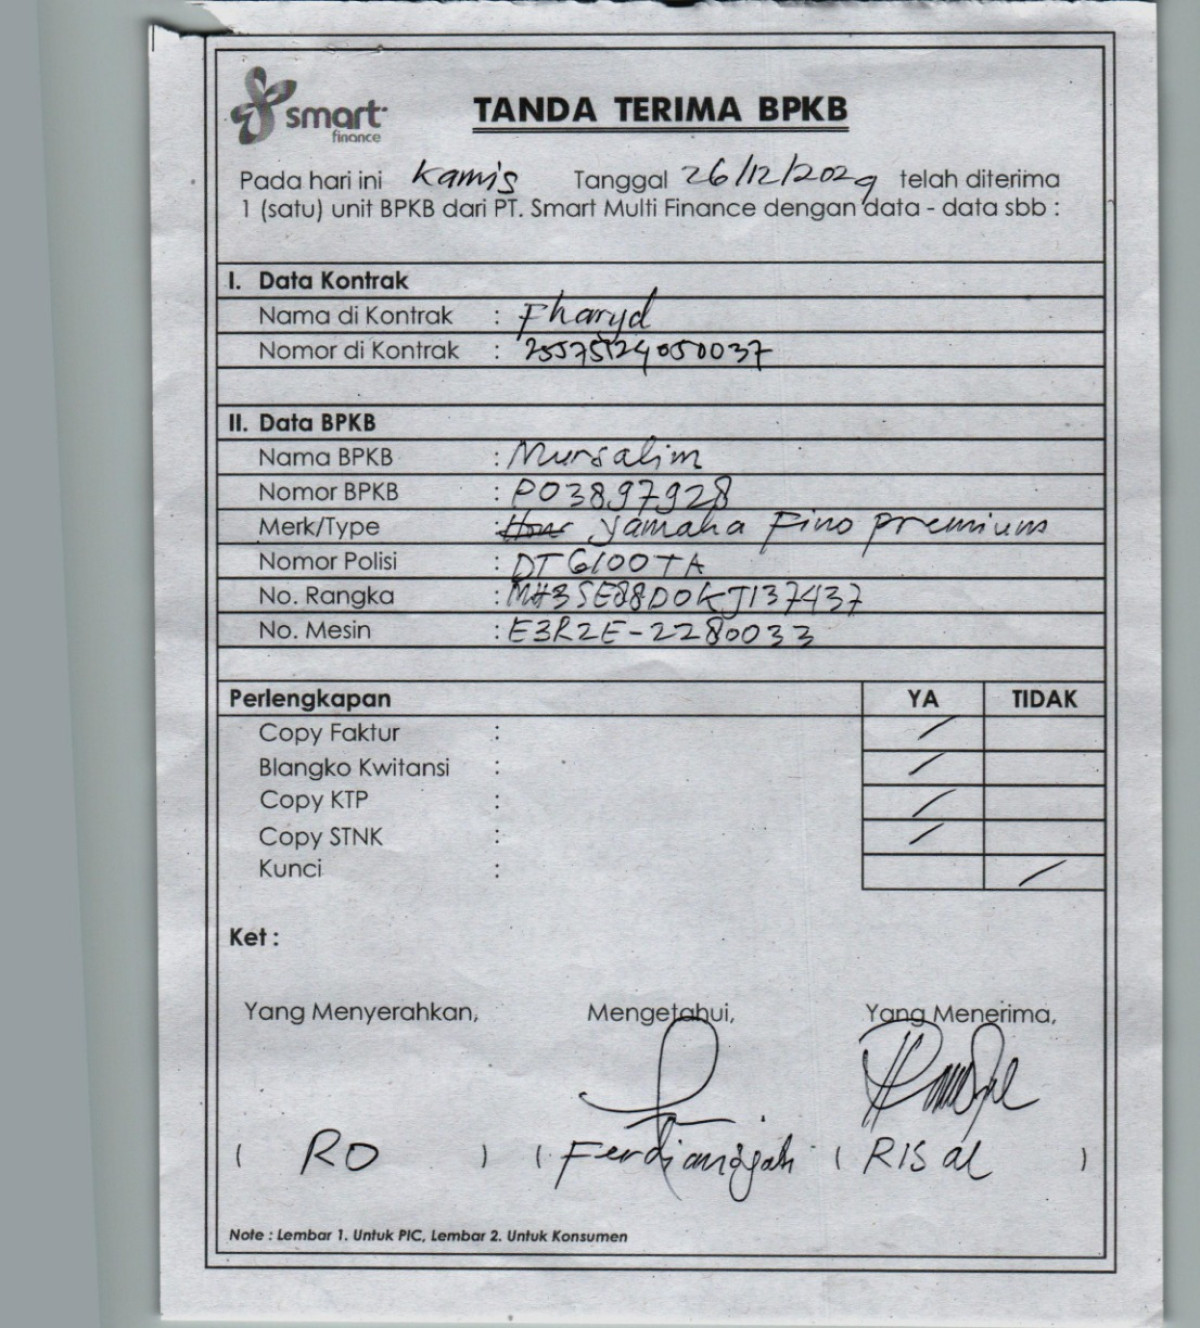 smart
finance
TANDA TERIMA BPKB
Pada hari ini Kamis Tanggal 26/12/2024 telah diterima
1 (satu) unit BPKB dari PT. Smart Multi Finance dengan data - data sbb :
I. Data Kontrak
Nama di Kontrak : Fharyd
Nomor di Kontrak :
II. Data BPKB
Nama BPKB : Mursalim
Nomor BPKB : P03897928
Merk/Type : Yamaha Fino premium
Nomor Polisi : DT6100TA
No. Rangka : MH3SE88D0KJ137437
No. Mesin : E3R2E-2280033
Perlengkapan YA TIDAK
Copy Faktur :
Blangko Kwitansi :
Copy KTP :
Copy STNK :
Kunci :
Ket :
Yang Menyerahkan, Mengetahui, Yang Menerima,
( RO ) ( Ferdiansyah ( RISal )
Note : Lembar 1. Untuk PIC, Lembar 2. Untuk Konsumen